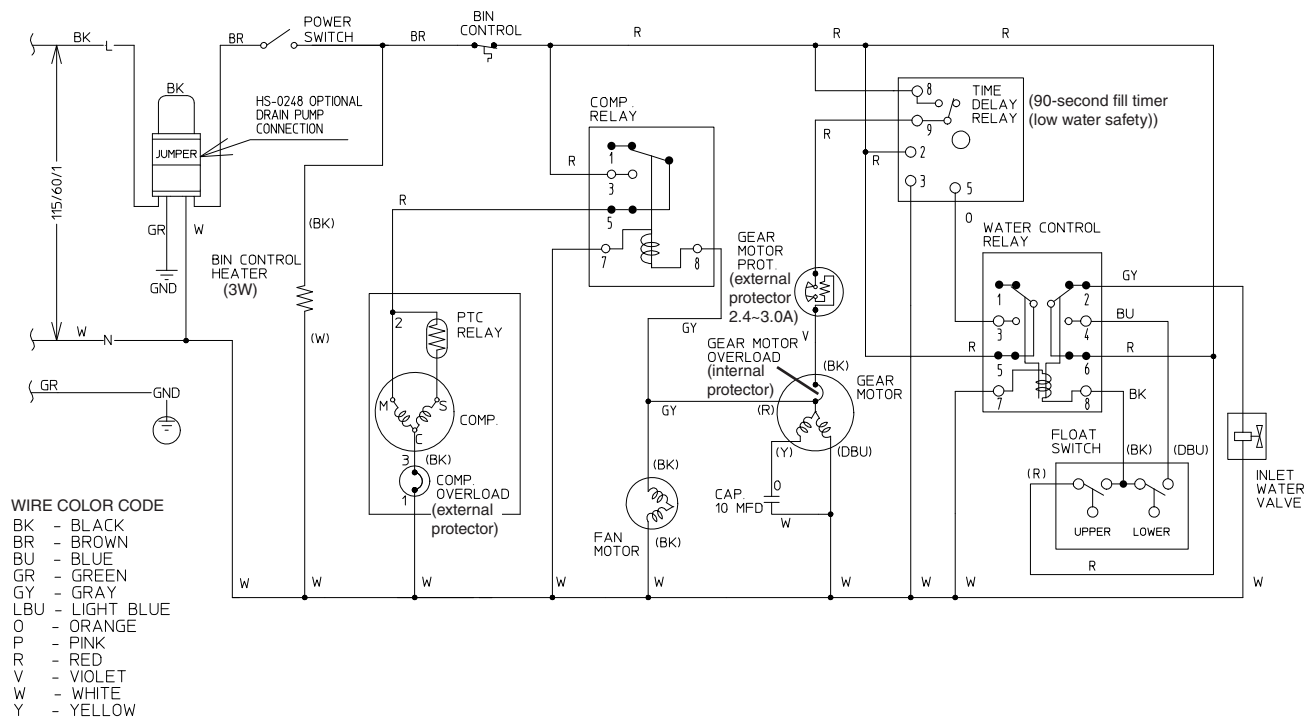 POWER
SWITCH
BIN
CONTROL
BK
L
BR
BR
R
R
R
BK
HS-0248 OPTIONAL
DRAIN PUMP
CONNECTION
JUMPER
115/60/1
GR
W
GND
BIN CONTROL
HEATER
(3W)
(BK)
(W)
W
N
GR
GND
COMP.
RELAY
1
3
5
7
8
R
R
GY
TIME
DELAY
RELAY
8
9
2
3
5
(90-second fill timer
(low water safety))
R
R
O
WATER CONTROL
RELAY
1
2
3
4
5
6
7
8
GY
BU
R
R
BK
GEAR
MOTOR
PROT.
(external
protector
2.4~3.0A)
V
GEAR MOTOR
OVERLOAD
(internal
protector)
(BK)
GEAR
MOTOR
(R)
GY
(Y)
(DBU)
O
CAP.
10 MFD
W
2
PTC
RELAY
M
S
C
COMP.
3
(BK)
1
COMP.
OVERLOAD
(external
protector)
(BK)
FAN
MOTOR
(BK)
FLOAT
SWITCH
(BK)
(DBU)
(R)
UPPER
LOWER
R
INLET
WATER
VALVE
W
W
W
W
W
W
W
W
W
WIRE COLOR CODE
BK - BLACK
BR - BROWN
BU - BLUE
GR - GREEN
GY - GRAY
LBU - LIGHT BLUE
O - ORANGE
P - PINK
R - RED
V - VIOLET
W - WHITE
Y - YELLOW